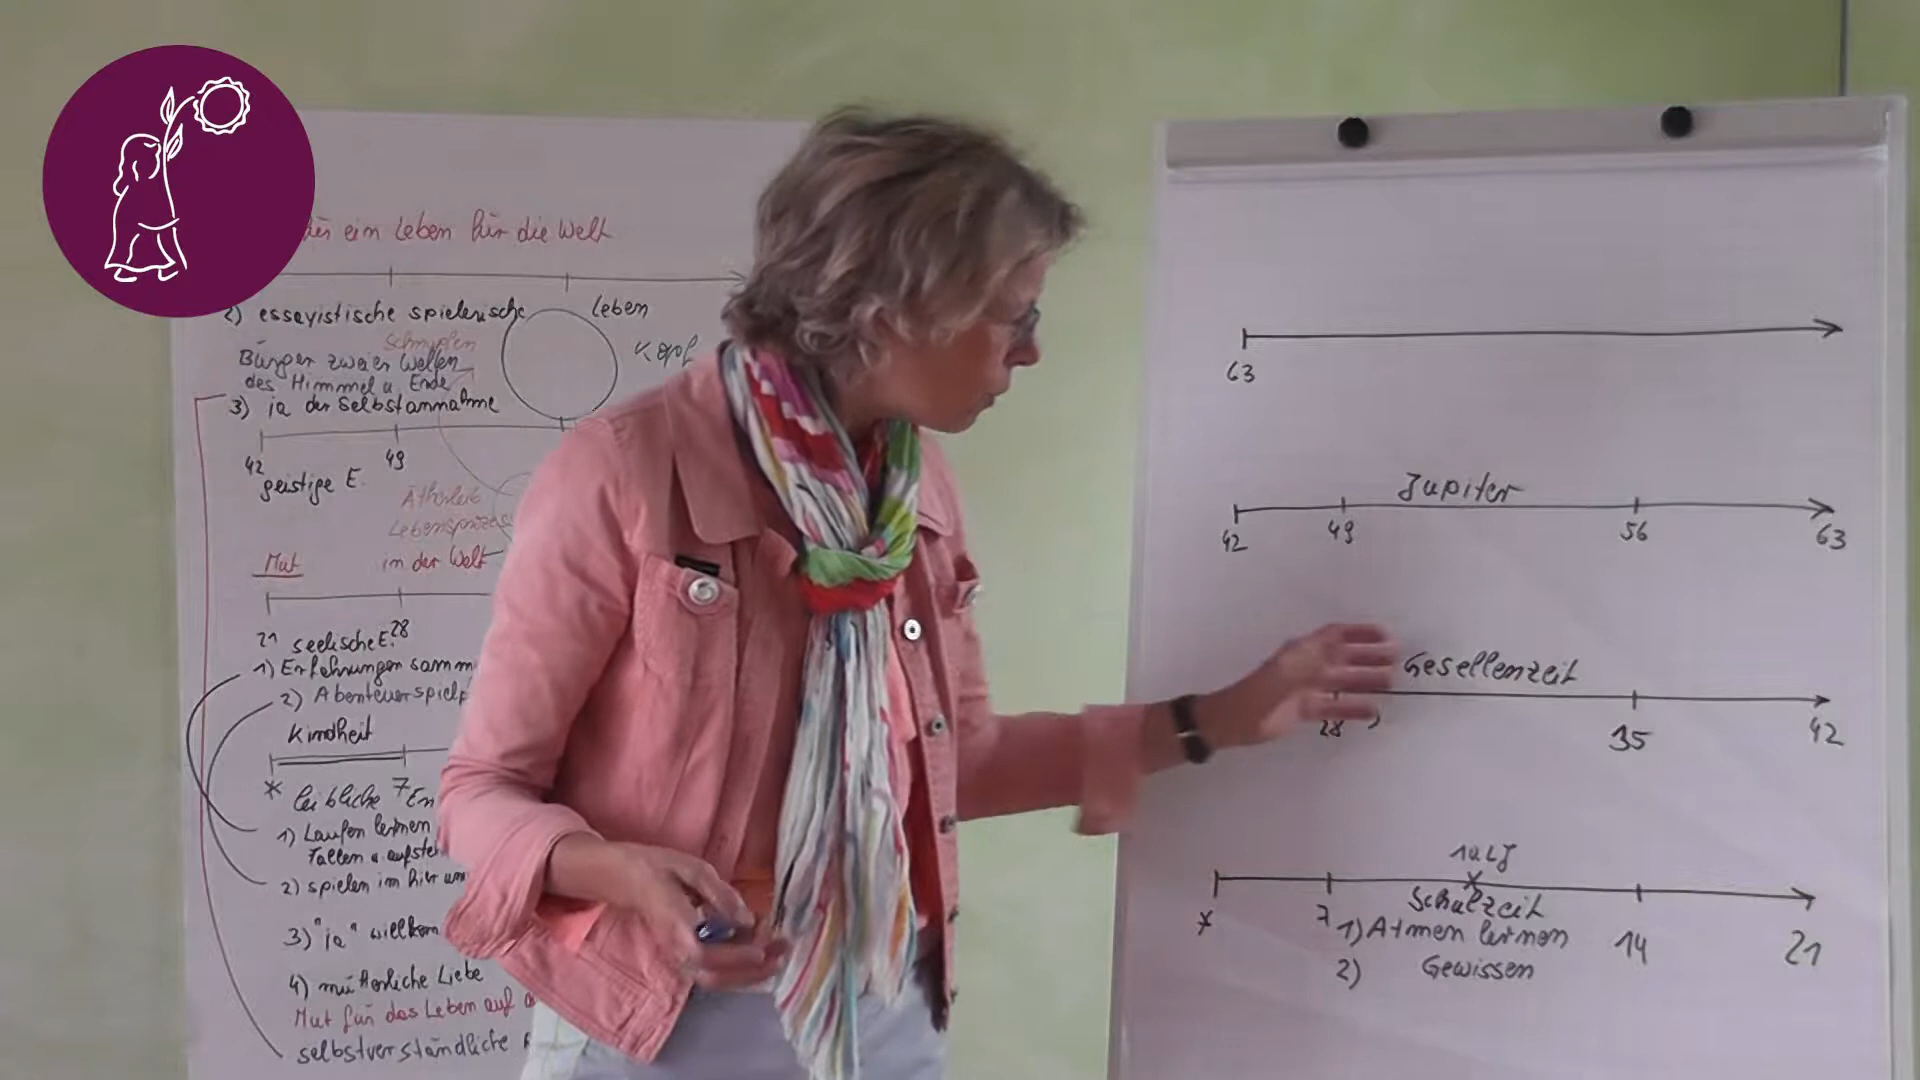 ein Leben für die Welt
2) essayistische spielerische
Leben
Schaupfen
Kopf
Bürger zweier Welten
des Himmel u. Erde
3) ja der Selbstannahme
42
49
geistige E.
Ätherleib
Lebensprozess
Mut
in der Welt
21 seelische E. 28
1) Erfahrungen samm
2) Abenteuerspielp
Kindheit
* leibliche 7 En
1) Laufen lernen
Fallen u. aufste
2) spielen im hier un
3) "ja" willkom
4) mütterliche Liebe
Mut für das Leben auf
selbstverständliche
63
Jupiter
42
49
56
63
Gesellenzeit
28
35
42
10 LJ
Schulzeit
*
7
1) Atmen lernen
14
21
2) Gewissen